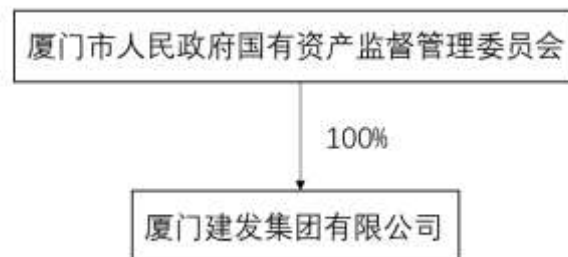 厦门市人民政府国有资产监督管理委员会
100%
厦门建发集团有限公司